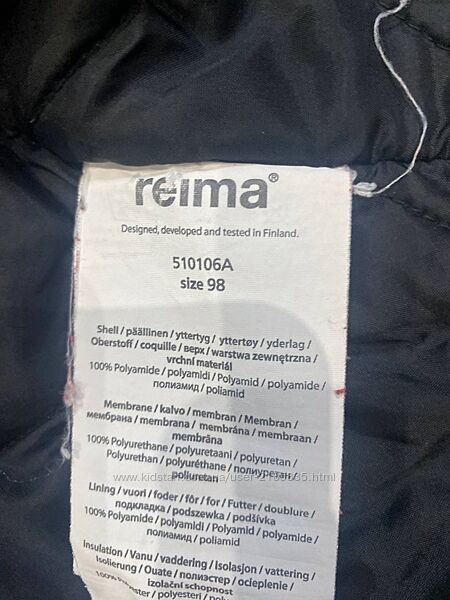 reima®
Designed, developed and tested in Finland.
510106A
size 98
Shell / päällinen / yttertyg / yttertøy / yderlag /
Oberstoff / coquille / верх / warstwa zewnętrzna /
vrchní materiál
100% Polyamide / polyamidi / Polyamid / polyamide /
полиамид / poliamid
Membrane / kalvo / membran / Membran /
мембрана / membrana / membrána / membraan /
membrāna
100% Polyurethane / polyuretaani / polyuretan /
Polyurethan / polyuréthane / полиуретан /
poliuretan
Lining / vuori / foder / fôr / for / Futter / doublure /
подкладка / podszewka / podšívka
100% Polyamide / polyamidi / Polyamid / polyamide /
полиамид / poliamid
Insulation / Vanu / vaddering / Isolasjon / vattering /
Isolierung / Ouate / полиэстер / ocieplenie /
izolační schopnost
polyesteri /